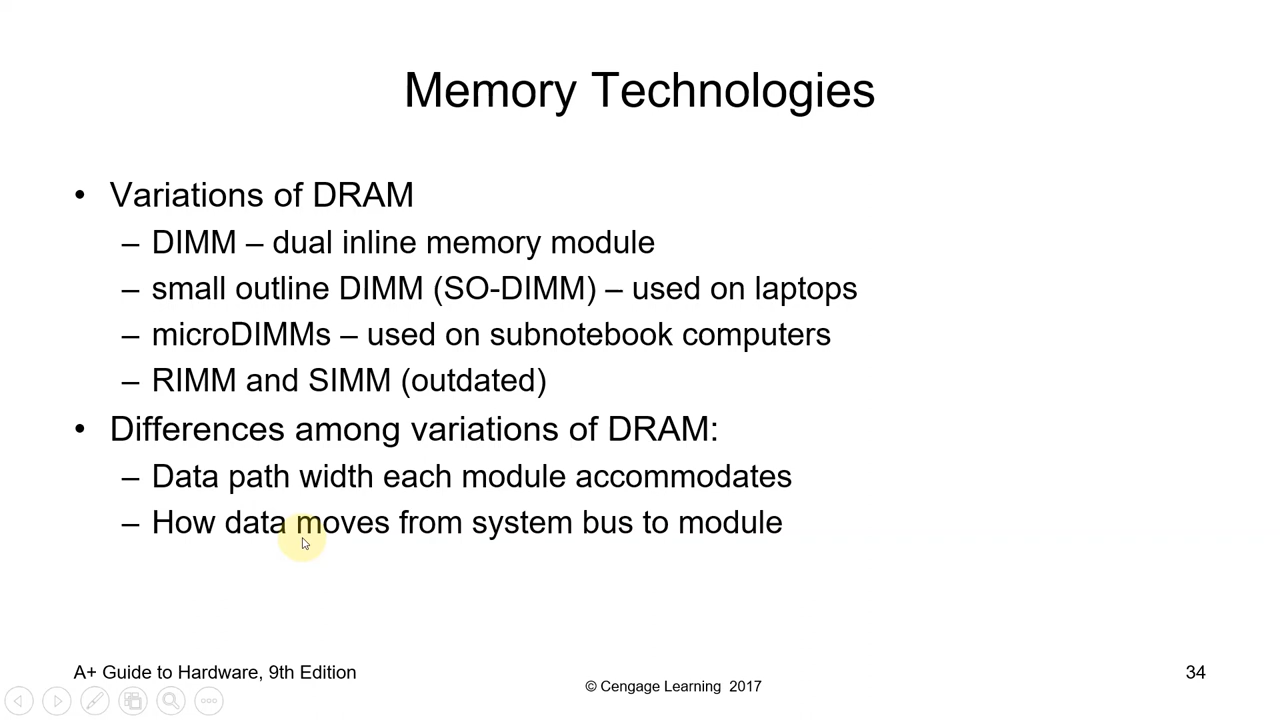 Memory Technologies
• Variations of DRAM
– DIMM – dual inline memory module
– small outline DIMM (SO-DIMM) – used on laptops
– microDIMMs – used on subnotebook computers
– RIMM and SIMM (outdated)
• Differences among variations of DRAM:
– Data path width each module accommodates
– How data moves from system bus to module
A+ Guide to Hardware, 9th Edition
© Cengage Learning 2017
34